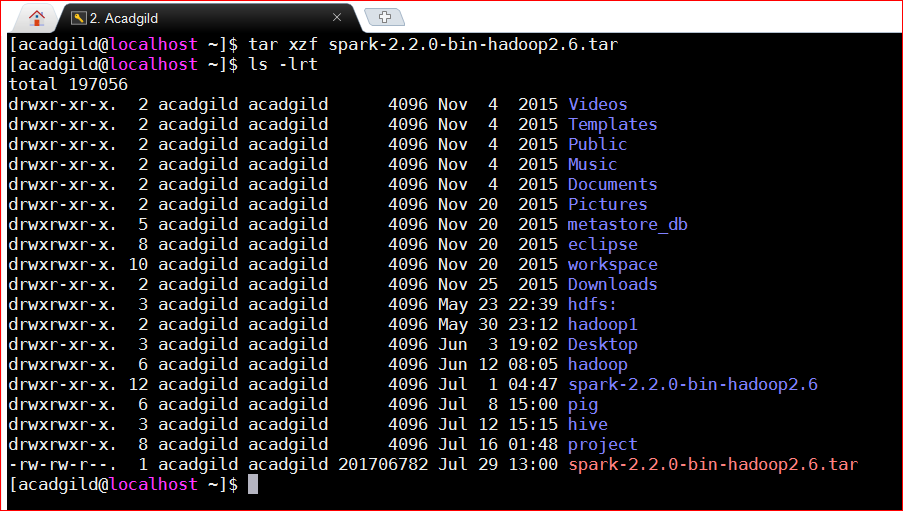 2. Acadgild
[acadgild@localhost ~]$ tar xzf spark-2.2.0-bin-hadoop2.6.tar
[acadgild@localhost ~]$ ls -lrt
total 197056
drwxr-xr-x.  2 acadgild acadgild      4096 Nov  4  2015 Videos
drwxr-xr-x.  2 acadgild acadgild      4096 Nov  4  2015 Templates
drwxr-xr-x.  2 acadgild acadgild      4096 Nov  4  2015 Public
drwxr-xr-x.  2 acadgild acadgild      4096 Nov  4  2015 Music
drwxr-xr-x.  2 acadgild acadgild      4096 Nov  4  2015 Documents
drwxr-xr-x.  2 acadgild acadgild      4096 Nov 20  2015 Pictures
drwxrwxr-x.  5 acadgild acadgild      4096 Nov 20  2015 metastore_db
drwxrwxr-x.  8 acadgild acadgild      4096 Nov 20  2015 eclipse
drwxrwxr-x. 10 acadgild acadgild      4096 Nov 20  2015 workspace
drwxr-xr-x.  2 acadgild acadgild      4096 Nov 25  2015 Downloads
drwxrwxr-x.  3 acadgild acadgild      4096 May 23 22:39 hdfs:
drwxrwxr-x.  2 acadgild acadgild      4096 May 30 23:12 hadoop1
drwxr-xr-x.  3 acadgild acadgild      4096 Jun  3 19:02 Desktop
drwxrwxr-x.  6 acadgild acadgild      4096 Jun 12 08:05 hadoop
drwxr-xr-x. 12 acadgild acadgild      4096 Jul  1 04:47 spark-2.2.0-bin-hadoop2.6
drwxrwxr-x.  6 acadgild acadgild      4096 Jul  8 15:00 pig
drwxrwxr-x.  3 acadgild acadgild      4096 Jul 12 15:15 hive
drwxrwxr-x.  8 acadgild acadgild      4096 Jul 16 01:48 project
-rw-rw-r--.  1 acadgild acadgild 201706782 Jul 29 13:00 spark-2.2.0-bin-hadoop2.6.tar
[acadgild@localhost ~]$